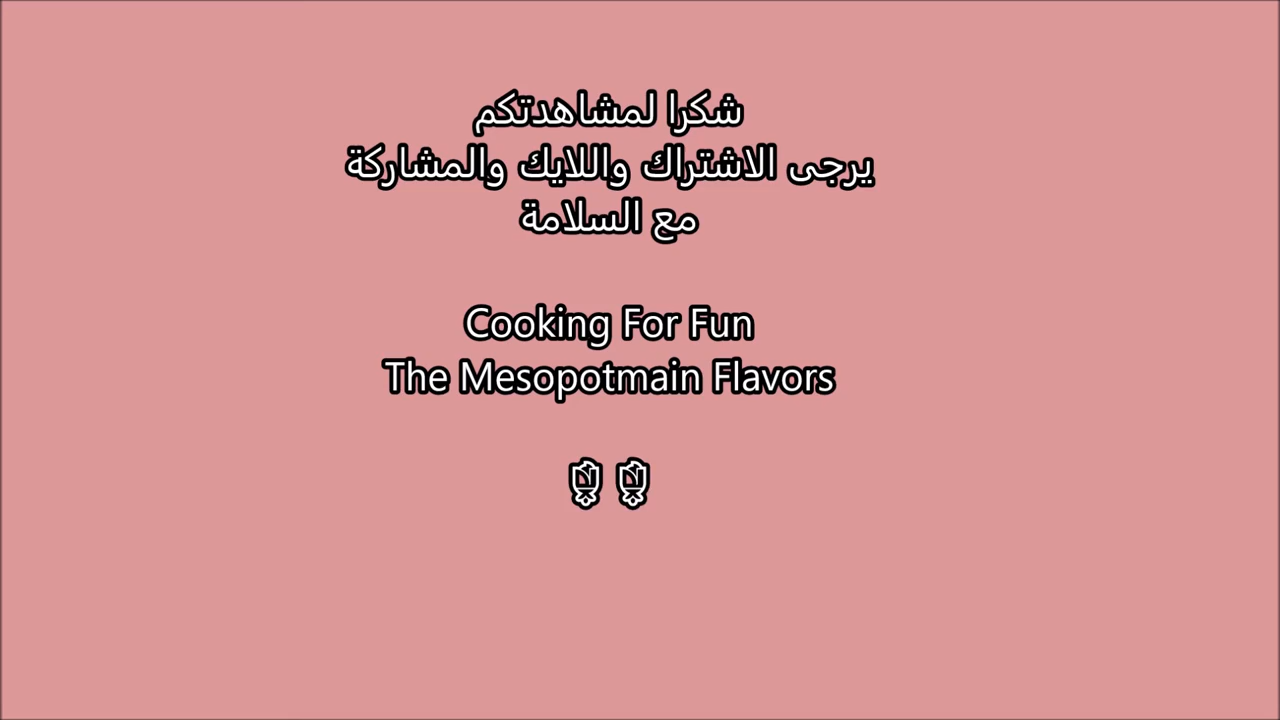 شكرا لمشاهدتكم
يرجى الاشتراك واللايك والمشاركة
مع السلامة
Cooking For Fun
The Mesopotmain Flavors